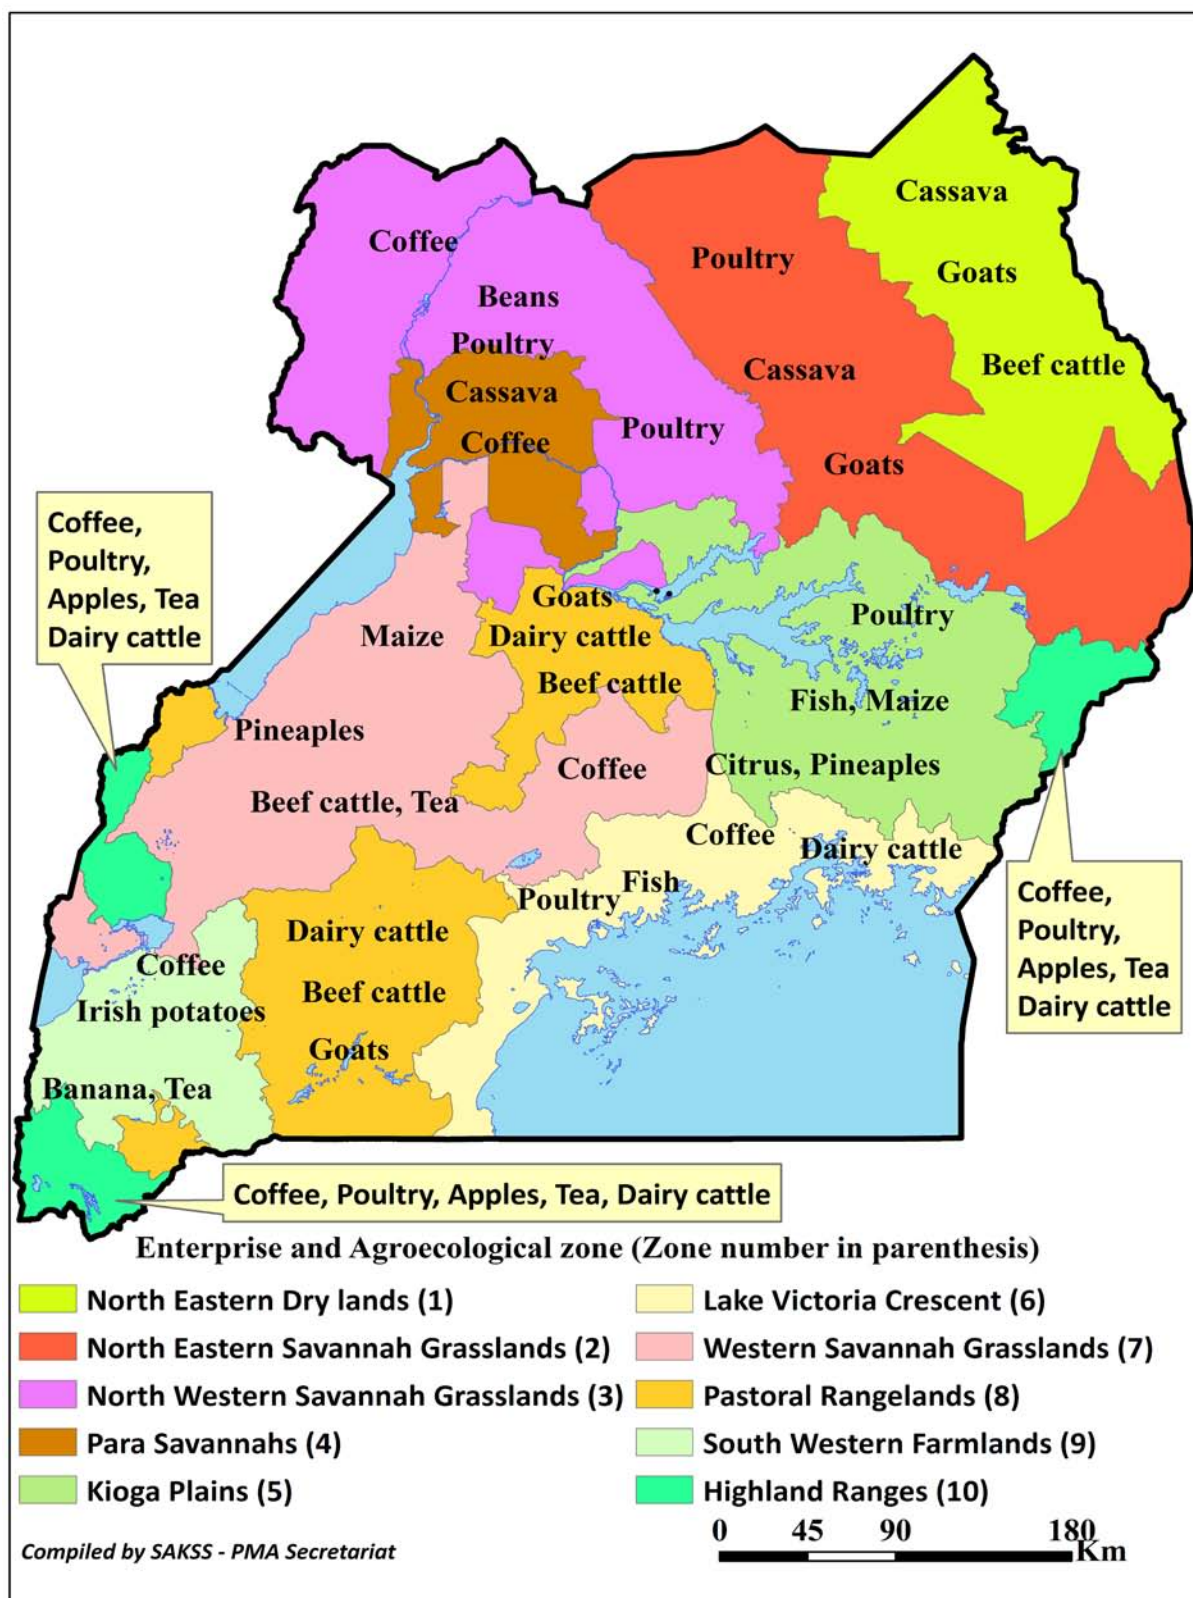 Cassava
Coffee
Poultry
Goats
Beans
Poultry
Beef cattle
Cassava
Cassava
Poultry
Coffee
Goats
Coffee,
Poultry,
Apples, Tea
Dairy cattle
Goats
Poultry
Maize
Dairy cattle
Beef cattle
Fish, Maize
Pineaples
Coffee
Citrus, Pineaples
Beef cattle, Tea
Coffee
Dairy cattle
Fish
Poultry
Coffee,
Poultry,
Apples, Tea
Dairy cattle
Dairy cattle
Coffee
Beef cattle
Irish potatoes
Goats
Banana, Tea
Coffee, Poultry, Apples, Tea, Dairy cattle
Enterprise and Agroecological zone (Zone number in parenthesis)
North Eastern Dry lands (1)
North Eastern Savannah Grasslands (2)
North Western Savannah Grasslands (3)
Para Savannahs (4)
Kioga Plains (5)
Lake Victoria Crescent (6)
Western Savannah Grasslands (7)
Pastoral Rangelands (8)
South Western Farmlands (9)
Highland Ranges (10)
0 45 90 180
Km
Compiled by SAKSS - PMA Secretariat